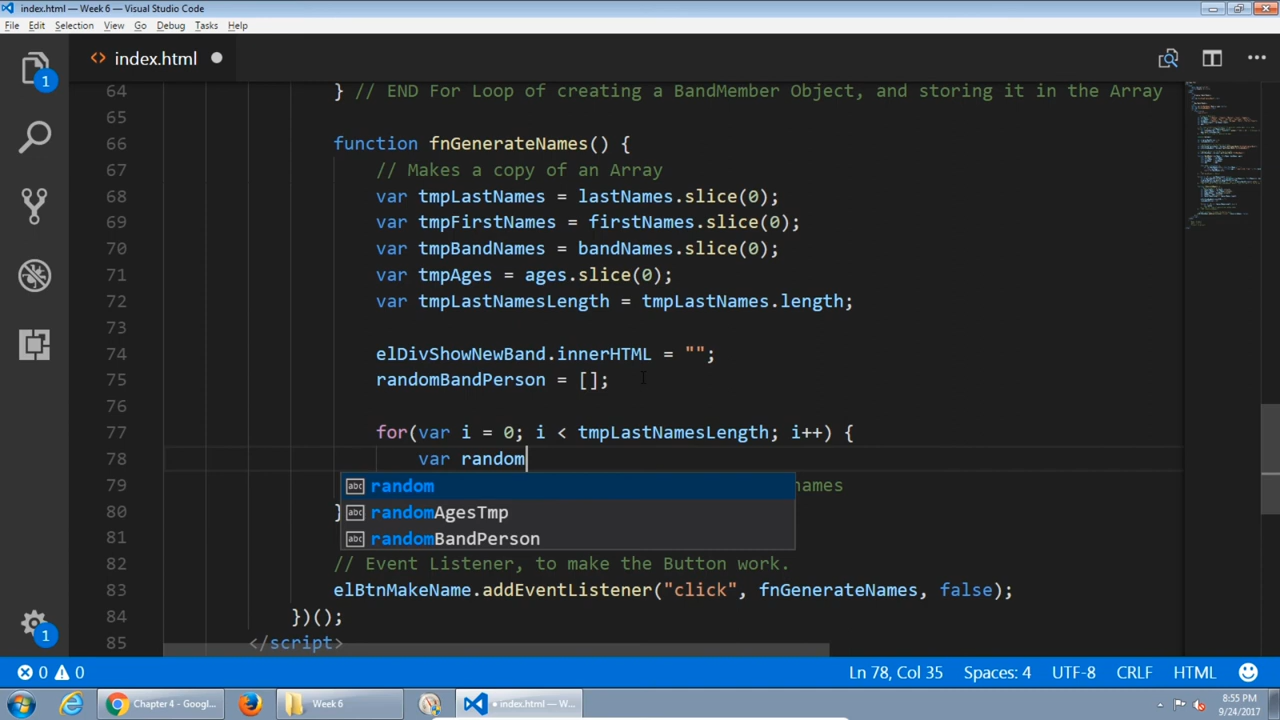 index.html — Week 6 - Visual Studio Code
File Edit Selection View Go Debug Tasks Help
index.html
1
64 } // END For Loop of creating a BandMember Object, and storing it in the Array
65
66 function fnGenerateNames() {
67 // Makes a copy of an Array
68 var tmpLastNames = lastNames.slice(0);
69 var tmpFirstNames = firstNames.slice(0);
70 var tmpBandNames = bandNames.slice(0);
71 var tmpAges = ages.slice(0);
72 var tmpLastNamesLength = tmpLastNames.length;
73
74 elDivShowNewBand.innerHTML = "";
75 randomBandPerson = [];
76
77 for(var i = 0; i < tmpLastNamesLength; i++) {
78 var random
random
79 names
randomAgesTmp
80 }
randomBandPerson
81
82 // Event Listener, to make the Button work.
83 elBtnMakeName.addEventListener("click", fnGenerateNames, false);
84 })();
85 </script>
1
0 0 Ln 78, Col 35 Spaces: 4 UTF-8 CRLF HTML
Chapter 4 - Googl... Week 6 index.html — W...
8:55 PM
9/24/2017